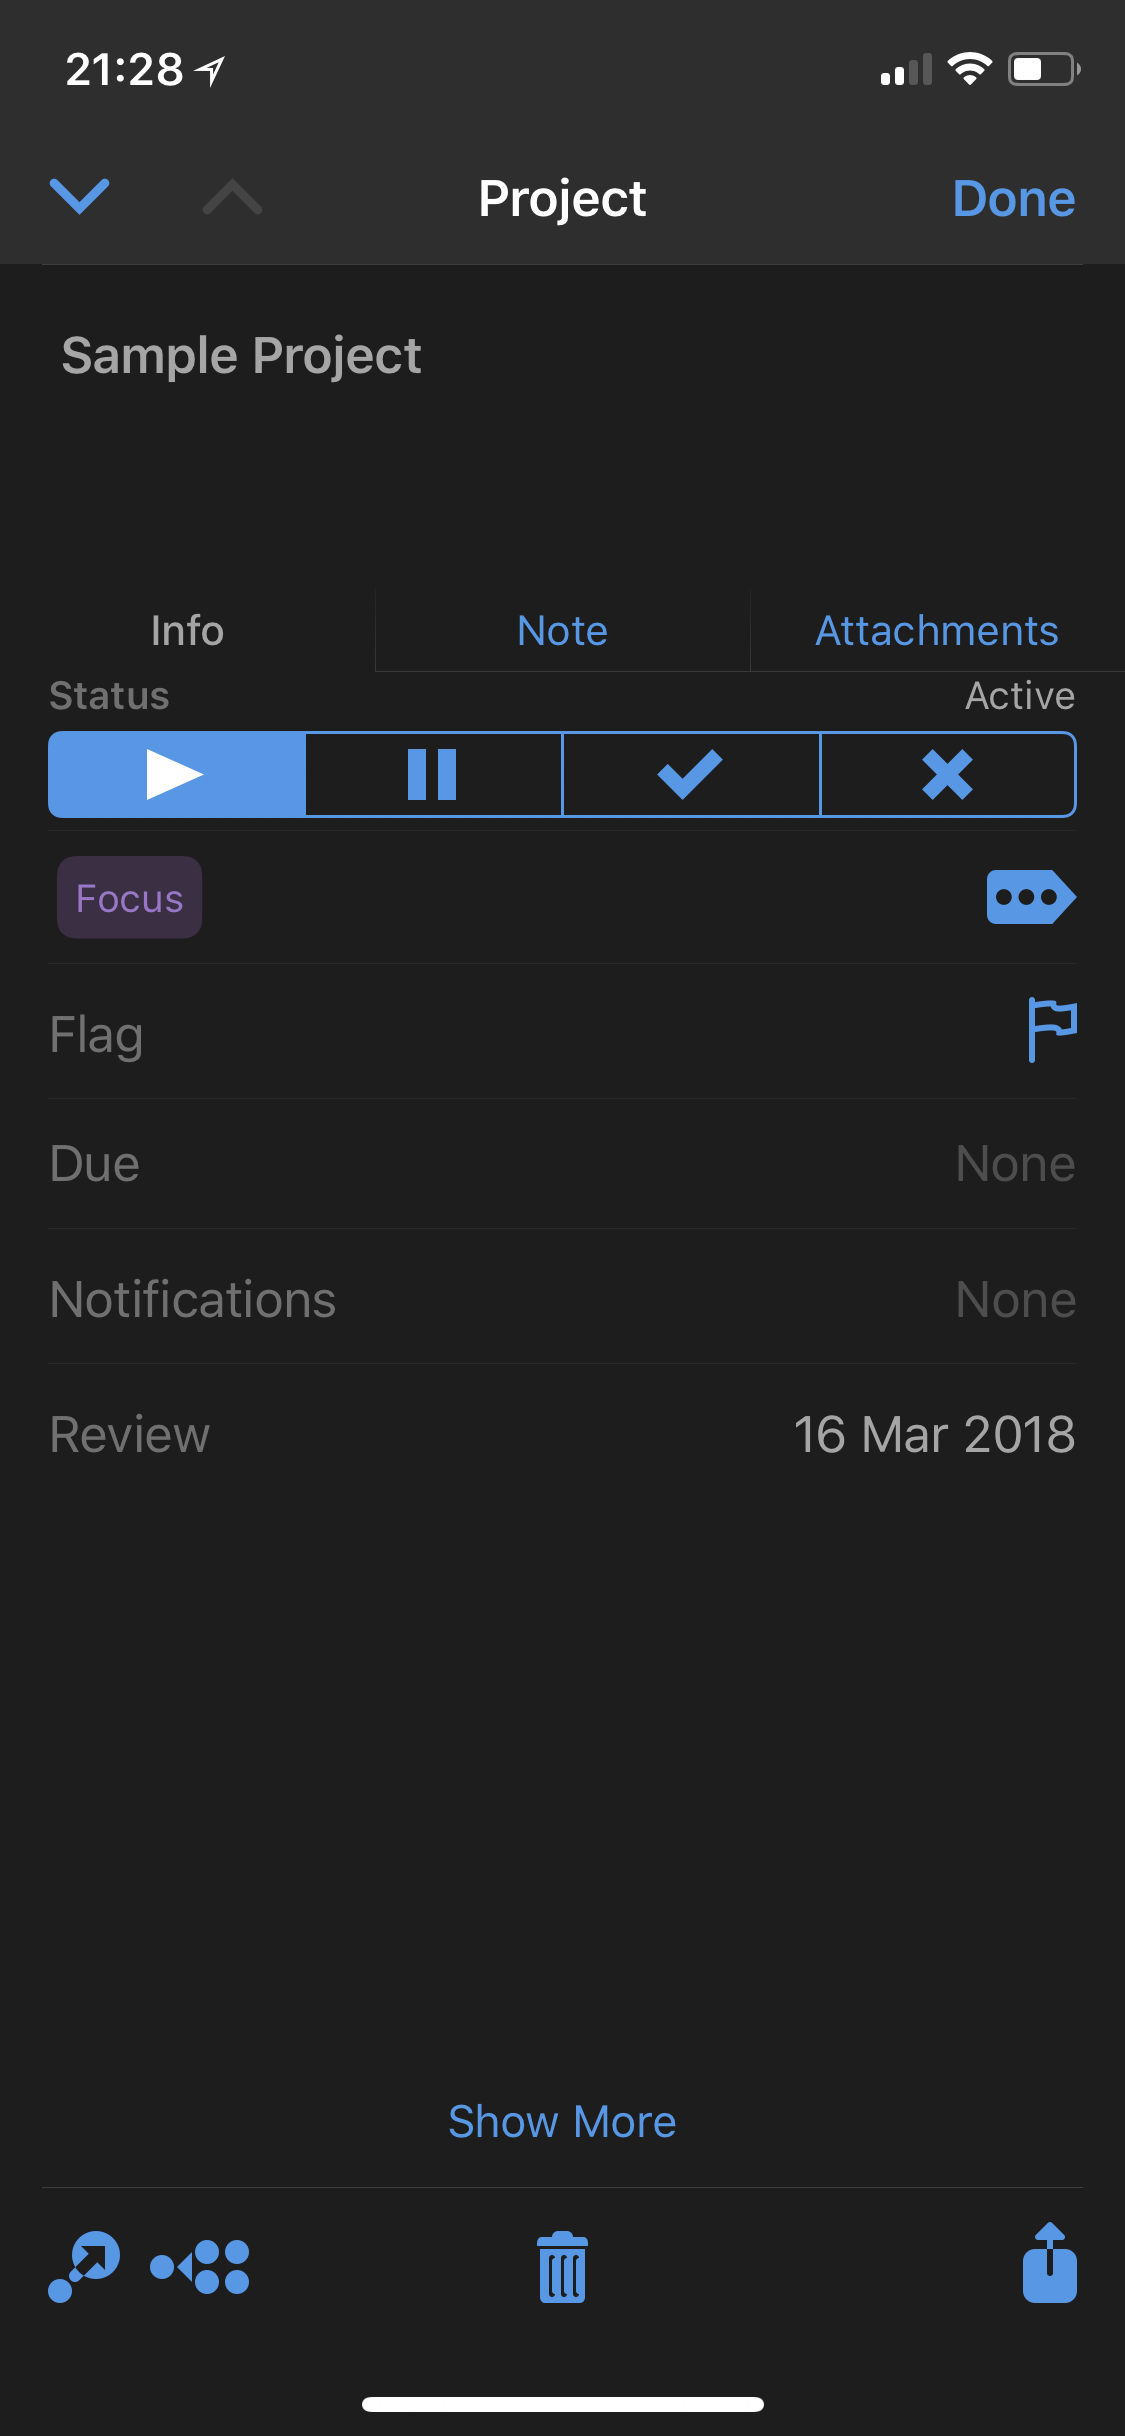 21:28
Project
Done
Sample Project
Info
Note
Attachments
Status
Active
Focus
Flag
Due
None
Notifications
None
Review
16 Mar 2018
Show More